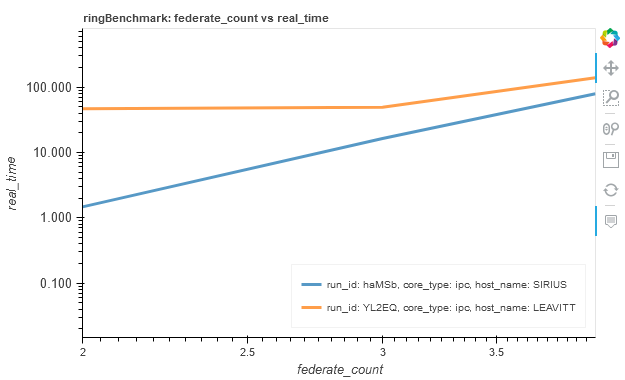 ringBenchmark: federate_count vs real_time
100.000
10.000
1.000
0.100
real_time
2
2.5
3
3.5
federate_count
run_id: haMSb, core_type: ipc, host_name: SIRIUS
run_id: YL2EQ, core_type: ipc, host_name: LEAVITT